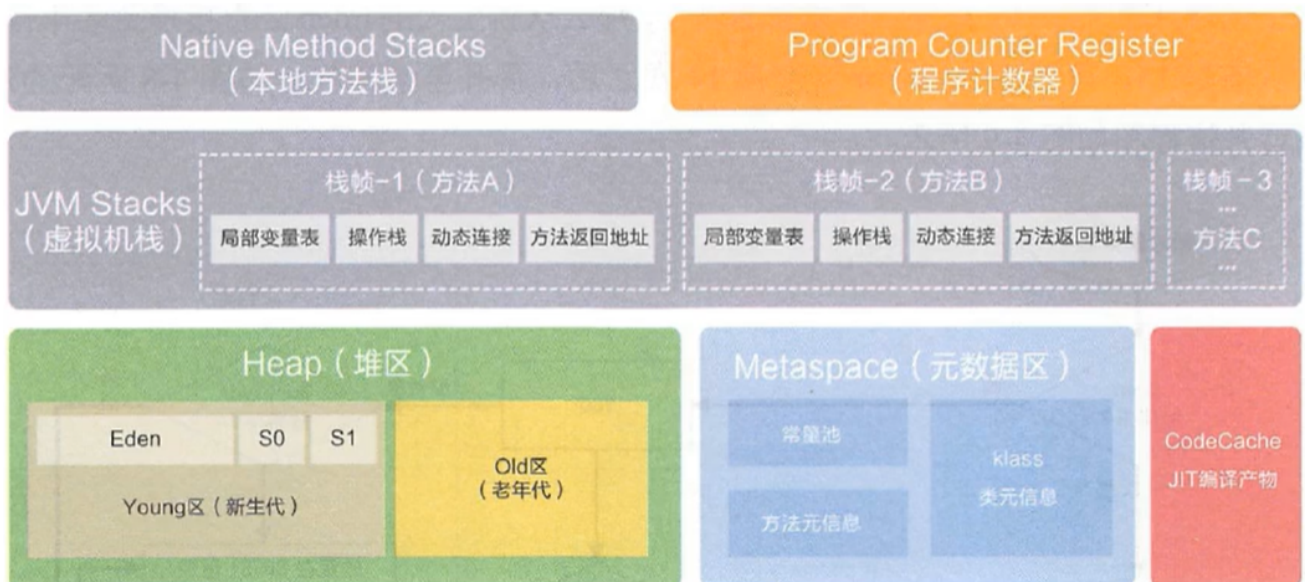 Native Method Stacks
（本地方法栈）
Program Counter Register
（程序计数器）
JVM Stacks
（虚拟机栈）
栈帧-1（方法A）
局部变量表
操作栈
动态连接
方法返回地址
栈帧-2（方法B）
局部变量表
操作栈
动态连接
方法返回地址
栈帧-3
...
方法C
...
Heap（堆区）
Eden
S0
S1
Young区（新生代）
Old区
（老年代）
Metaspace（元数据区）
常量池
方法元信息
klass
类元信息
CodeCache
JIT编译产物